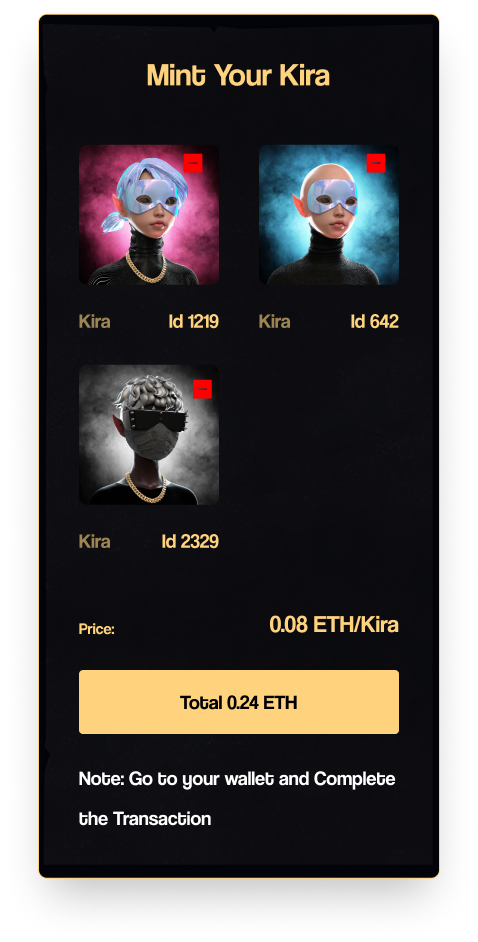 Mint Your Kira
Kira Id 1219
Kira Id 642
Kira Id 2329
Price: 0.08 ETH/Kira
Total 0.24 ETH
Note: Go to your wallet and Complete
the Transaction